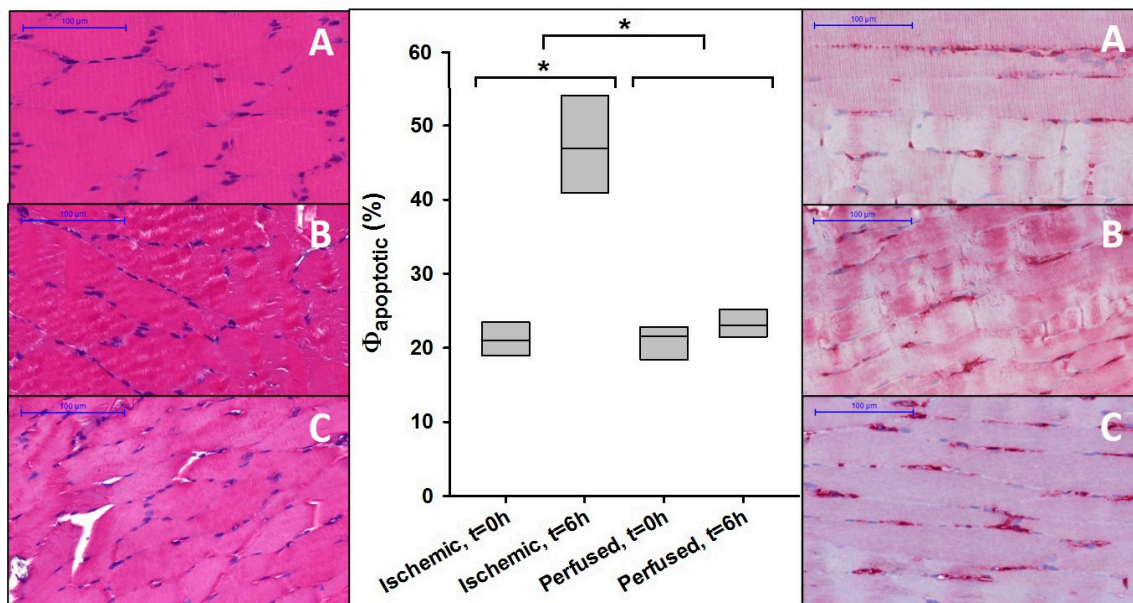 100 µm
A
100 µm
B
100 µm
C
Φapoptotic (%)
60
50
40
30
20
10
0
*
*
Ischemic, t=0h
Ischemic, t=6h
Perfused, t=0h
Perfused, t=6h
100 µm
A
100 µm
B
100 µm
C